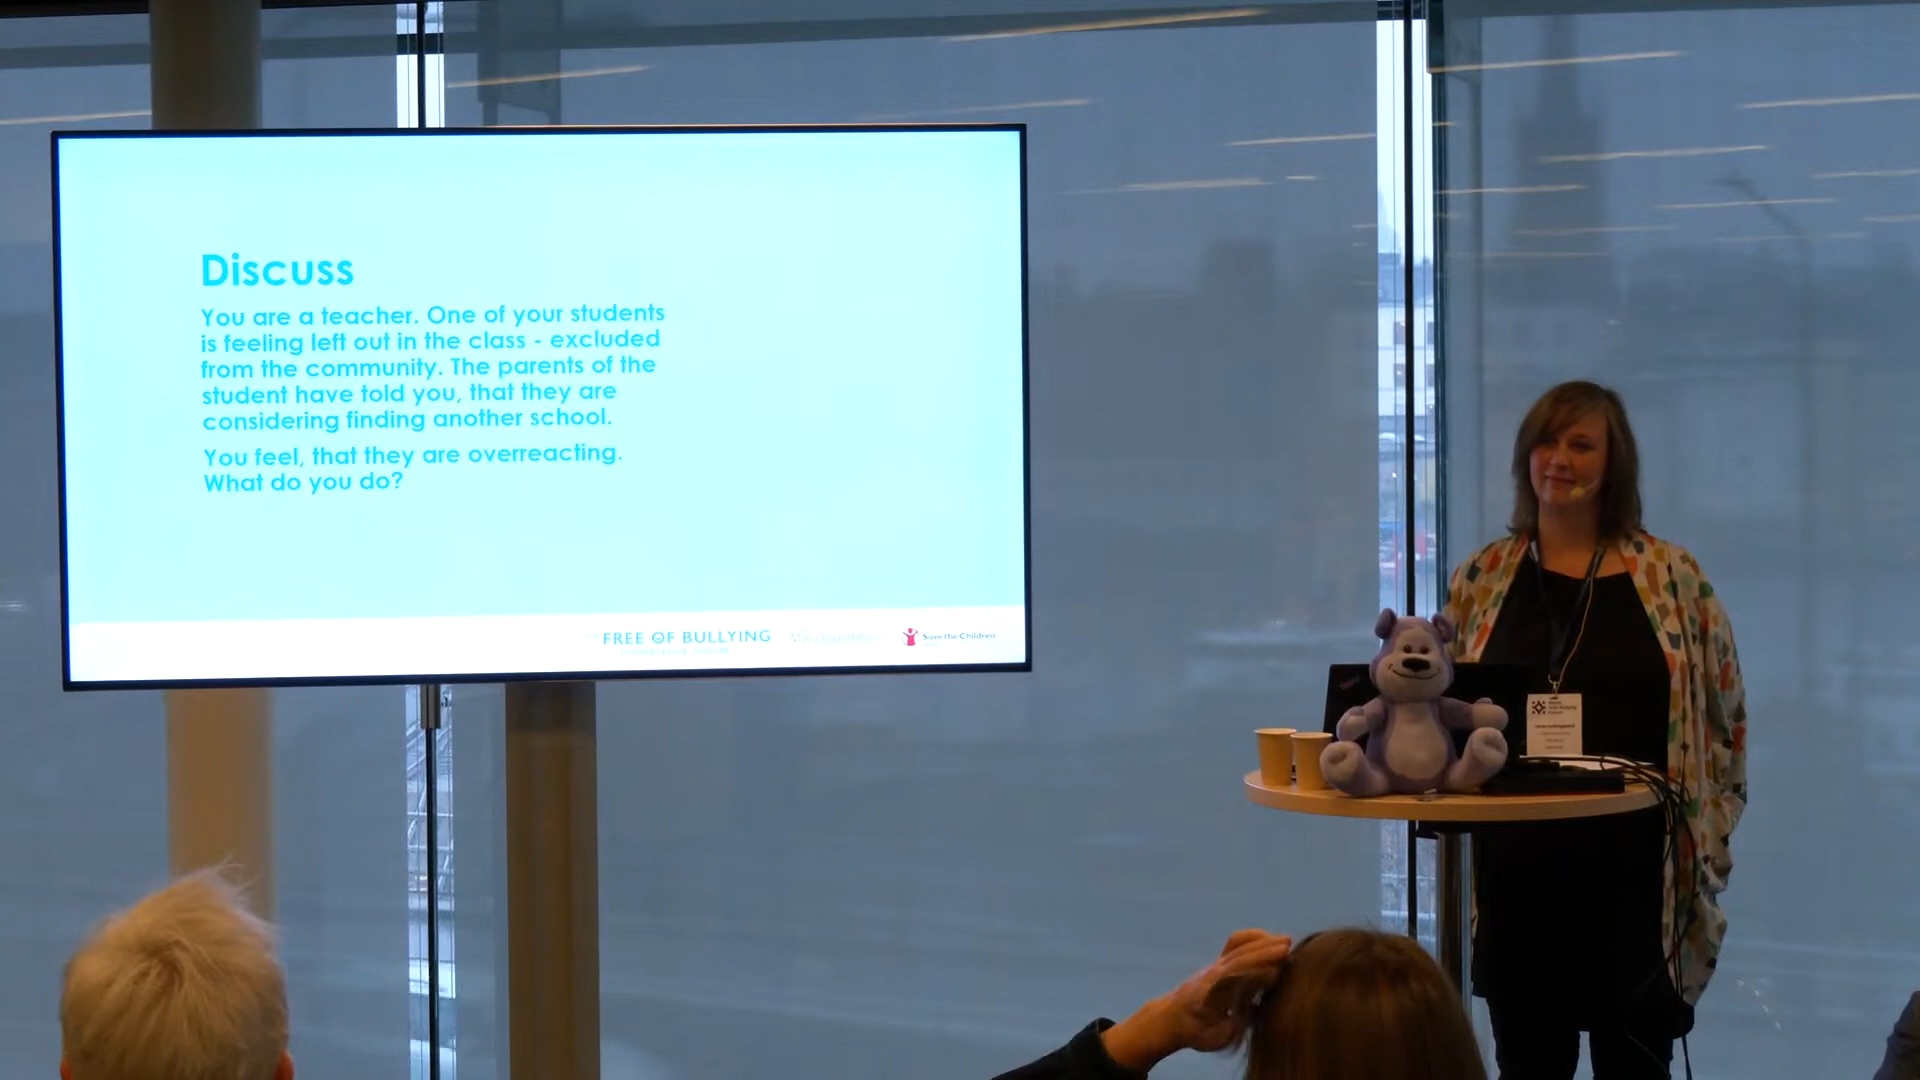 Discuss
You are a teacher. One of your students
is feeling left out in the class - excluded
from the community. The parents of the
student have told you, that they are
considering finding another school.
You feel, that they are overreacting.
What do you do?
FREE OF BULLYING
Mary Foundation
Save the Children